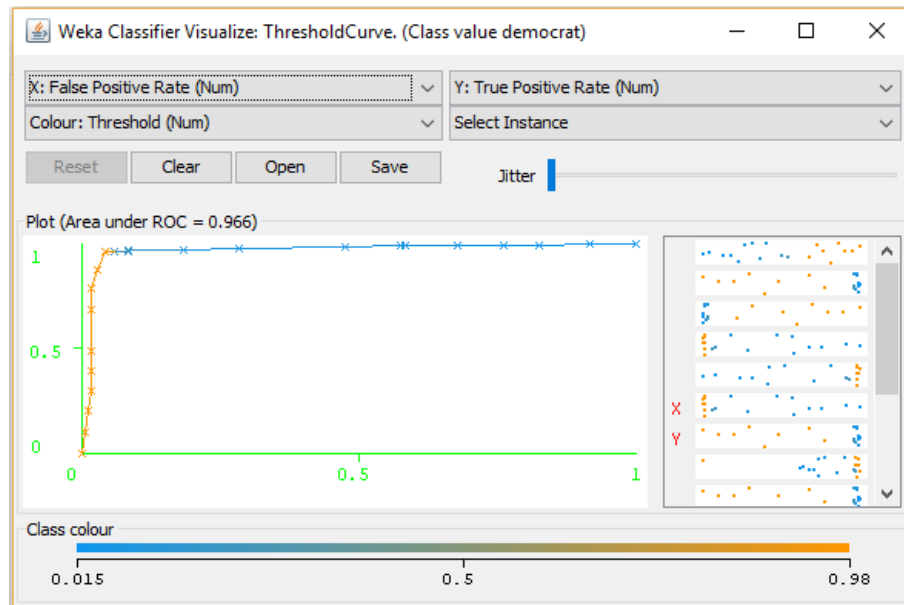 Weka Classifier Visualize: ThresholdCurve. (Class value democrat)
X: False Positive Rate (Num)
Y: True Positive Rate (Num)
Colour: Threshold (Num)
Select Instance
Reset
Clear
Open
Save
Jitter
Plot (Area under ROC = 0.966)
1
0.5
0
0
0.5
1
X
Y
Class colour
0.015
0.5
0.98